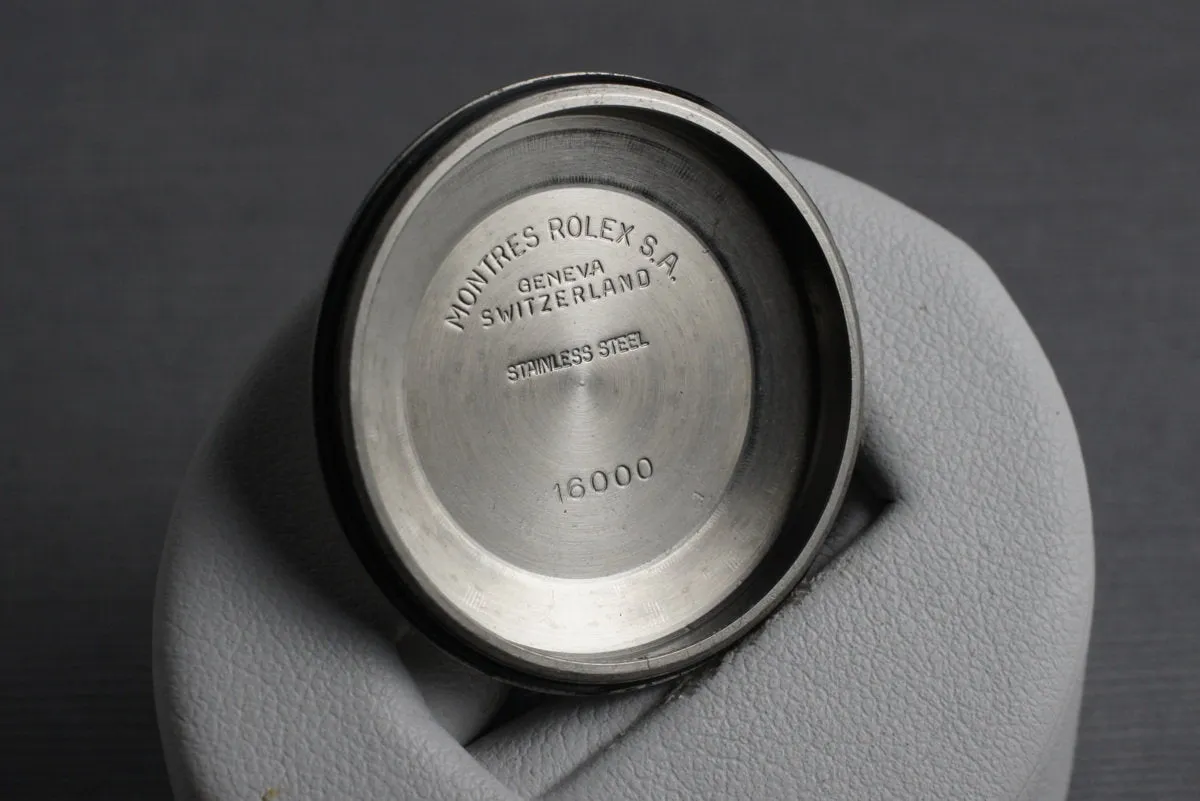 MONTRES ROLEX S.A.
GENEVA
SWITZERLAND
STAINLESS STEEL
16000